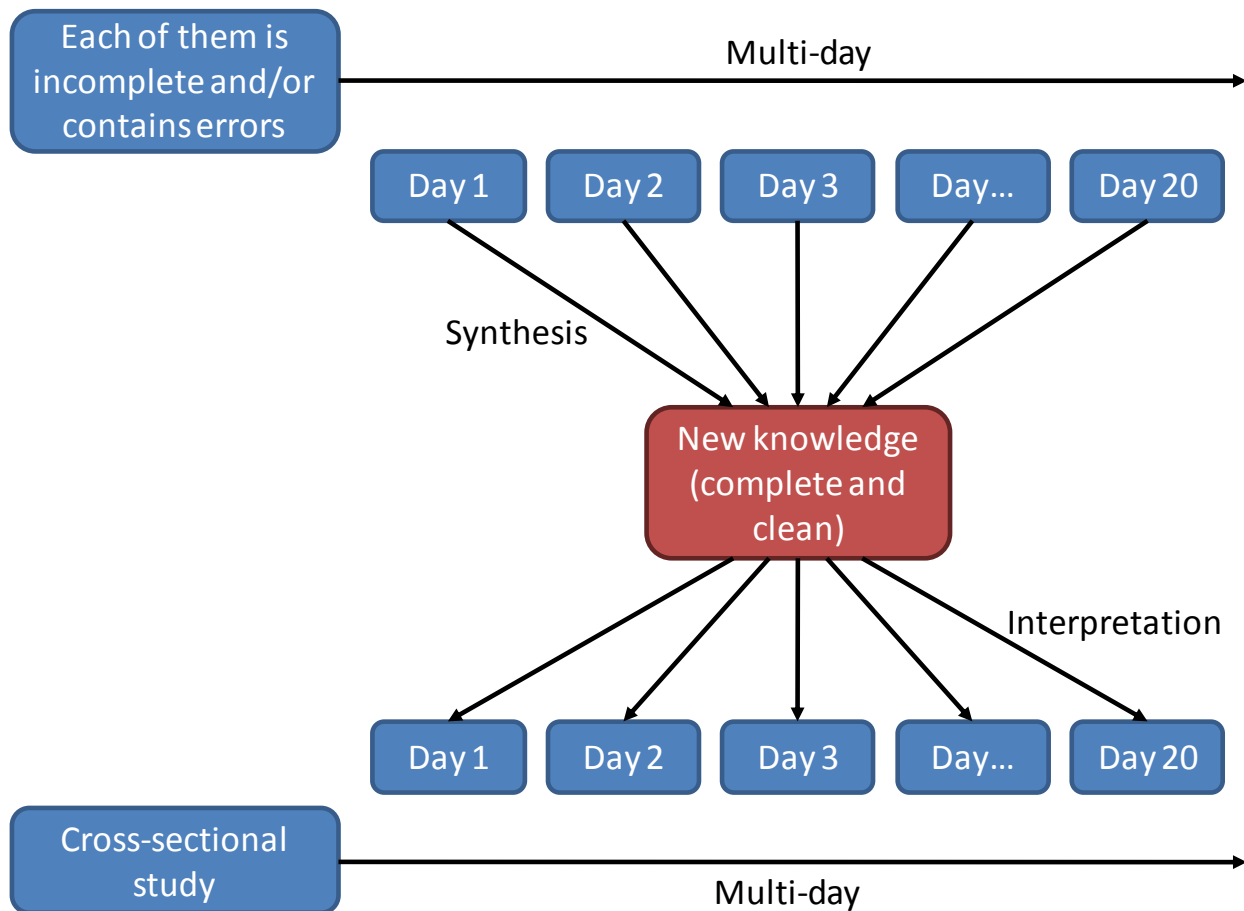 Each of them is
incomplete and/or
contains errors
Multi-day
Day 1
Day 2
Day 3
Day...
Day 20
Synthesis
New knowledge
(complete and
clean)
Interpretation
Day 1
Day 2
Day 3
Day...
Day 20
Cross-sectional
study
Multi-day